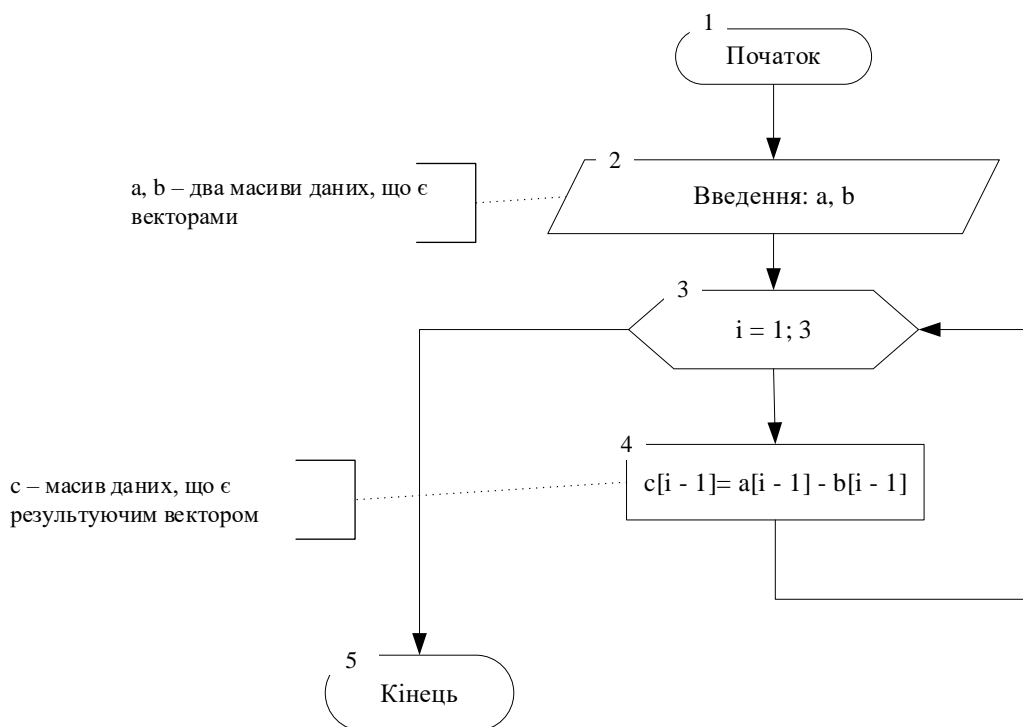 1
Початок
2
Введення: a, b
a, b – два масиви даних, що є
векторами
3
i = 1; 3
4
c[i - 1]= a[i - 1] - b[i - 1]
c – масив даних, що є
результуючим вектором
5
Кінець